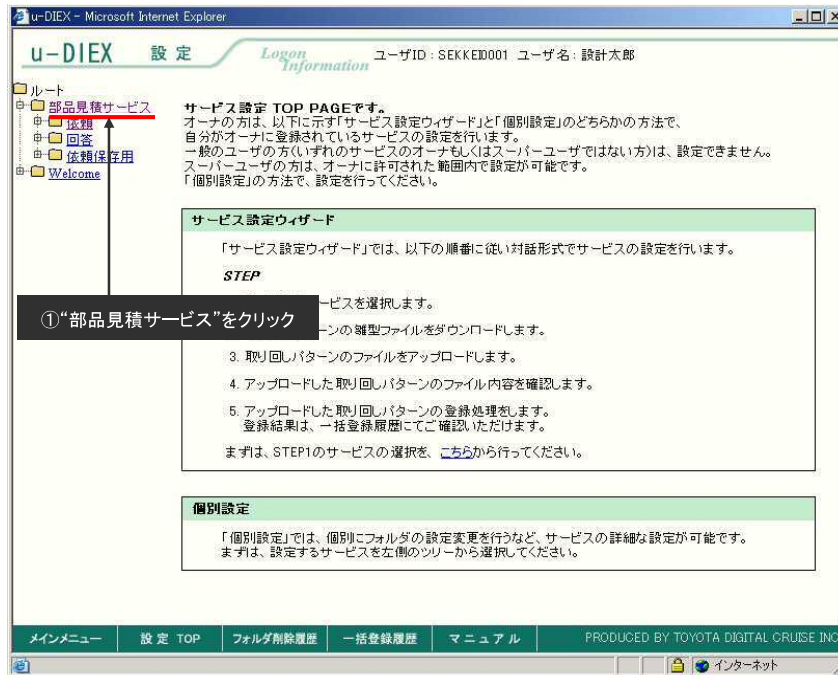 u-DIEX - Microsoft Internet Explorer
u-DIEX 設定 Logon Information ユーザID : SEKKEI0001 ユーザ名 : 設計太郎
ルート
部品見積サービス
依頼
回答
依頼保存用
Welcome
サービス設定 TOP PAGEです。
オーナの方は、以下に示す「サービス設定ウィザード」と「個別設定」のどちらかの方法で、
自分がオーナに登録されているサービスの設定を行います。
一般のユーザの方(いずれのサービスのオーナもしくはスーパーユーザではない方)は、設定できません。
スーパーユーザの方は、オーナに許可された範囲内で設定が可能です。
「個別設定」の方法で、設定を行ってください。
サービス設定ウィザード
「サービス設定ウィザード」では、以下の順番に従い対話形式でサービスの設定を行います。
STEP
ービスを選択します。
①“部品見積サービス”をクリック
ーンの雛型ファイルをダウンロードします。
3. 取り回しパターンのファイルをアップロードします。
4. アップロードした取り回しパターンのファイル内容を確認します。
5. アップロードした取り回しパターンの登録処理をします。
登録結果は、一括登録履歴にてご確認いただけます。
まずは、STEP1のサービスの選択を、こちらから行ってください。
個別設定
「個別設定」では、個別にフォルダの設定変更を行うなど、サービスの詳細な設定が可能です。
まずは、設定するサービスを左側のツリーから選択してください。
メインメニュー 設定 TOP フォルダ削除履歴 一括登録履歴 マニュアル PRODUCED BY TOYOTA DIGITAL CRUISE INC
インターネット